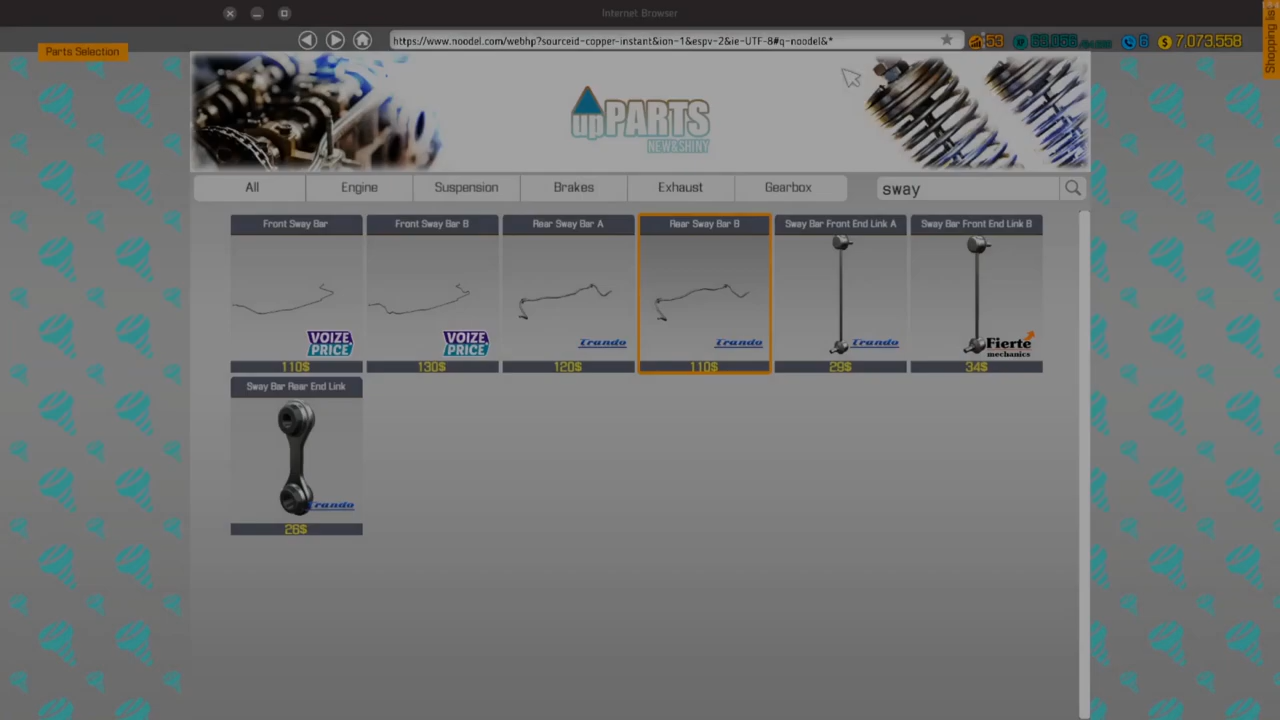 Internet Browser
Parts Selection
https://www.noodel.com/webhp?sourceid-copper-instant&ion-1&espv-2&ie-UTF-8#q-noodel&*
53
6
$ 7,073,558
Shopping list
upPARTS
NEW&SHINY
All
Engine
Suspension
Brakes
Exhaust
Gearbox
sway
Front Sway Bar
Front Sway Bar B
Rear Sway Bar A
Rear Sway Bar B
Sway Bar Front End Link A
Sway Bar Front End Link B
VOIZE PRICE
VOIZE PRICE
Trando
Trando
Trando
Fierte mechanics
110$
130$
120$
110$
29$
34$
Sway Bar Rear End Link
Trando
26$